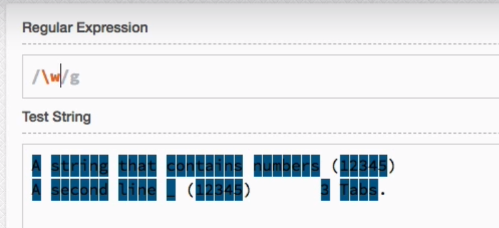 Regular Expression
/\w/g
Test String
A string that contains numbers (12345)
A second line _ (12345)        3 Tabs.